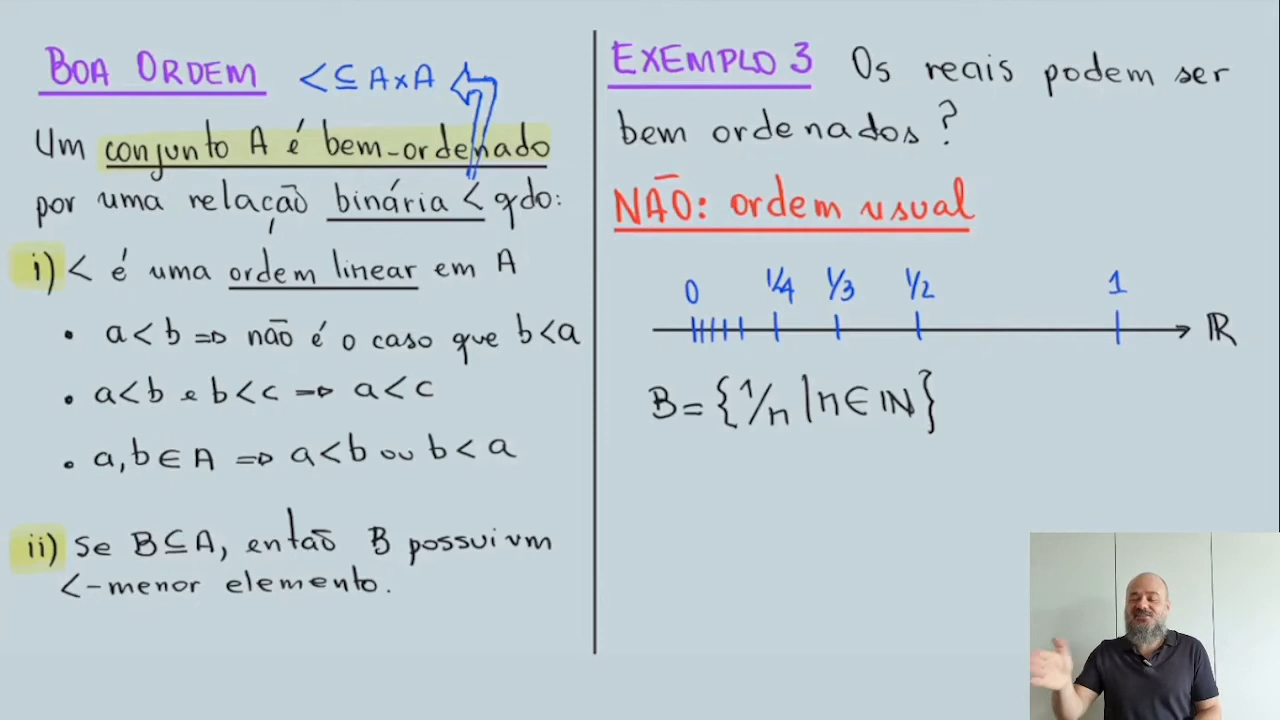 BOA ORDEM < ⊆ A×A
Um conjunto A é bem-ordenado
por uma relação binária < qdo:
i) < é uma ordem linear em A
• a<b ⇒ não é o caso que b<a
• a<b e b<c ⇒ a<c
• a,b∈A ⇒ a<b ou b<a
ii) Se B⊆A, então B possui um
<-menor elemento.
EXEMPLO 3 Os reais podem ser
bem ordenados?
NÃO: ordem usual
0 1/4 1/3 1/2 1
ℝ
B={1/n|n∈ℕ}